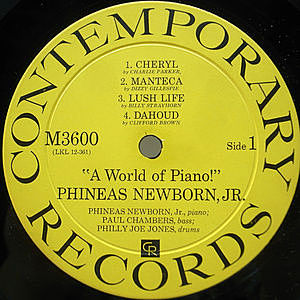 CONTEMPORARY
1. CHERYL
by CHARLIE PARKER,
2. MANTECA
by DIZZY GILLESPIE
3. LUSH LIFE
by BILLY STRAYHORN
4. DAHOUD
by CLIFFORD BROWN
M3600
(LKL 12-361)
Side 1
"A World of Piano!"
PHINEAS NEWBORN, JR.
PHINEAS NEWBORN, Jr., piano;
PAUL CHAMBERS, bass;
PHILLY JOE JONES, drums
CR
RECORDS